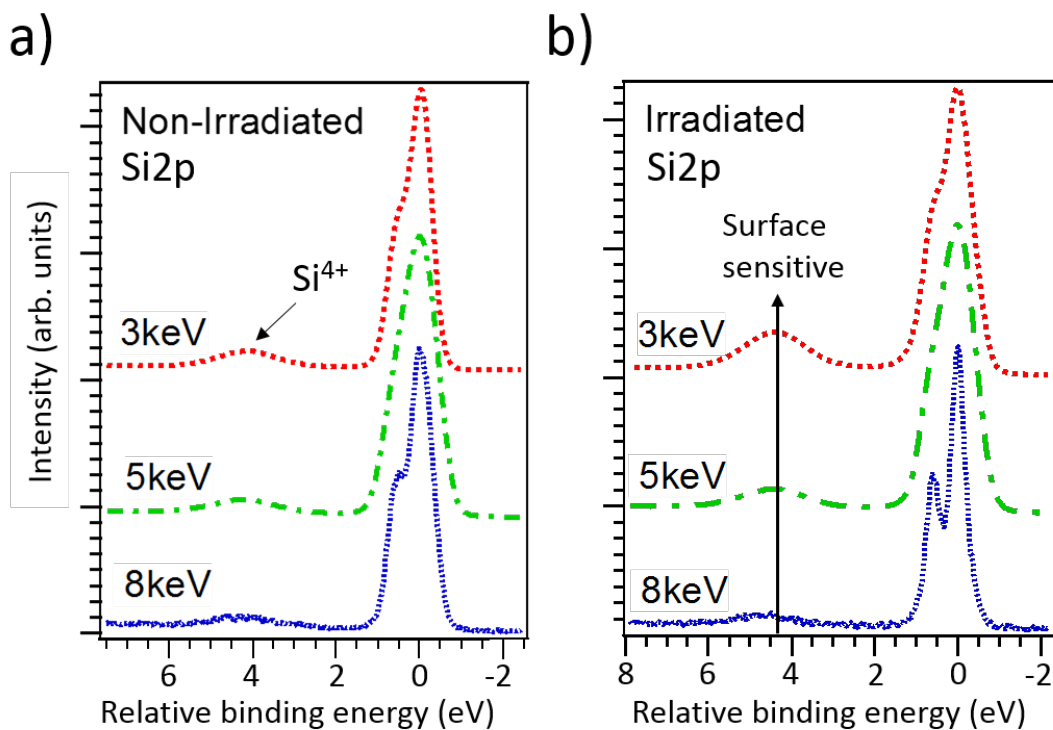 a)
Non-Irradiated
Si2p
Si4+
3keV
5keV
8keV
Intensity (arb. units)
6 4 2 0 -2
Relative binding energy (eV)
b)
Irradiated
Si2p
Surface
sensitive
3keV
5keV
8keV
8 6 4 2 0 -2
Relative binding energy (eV)